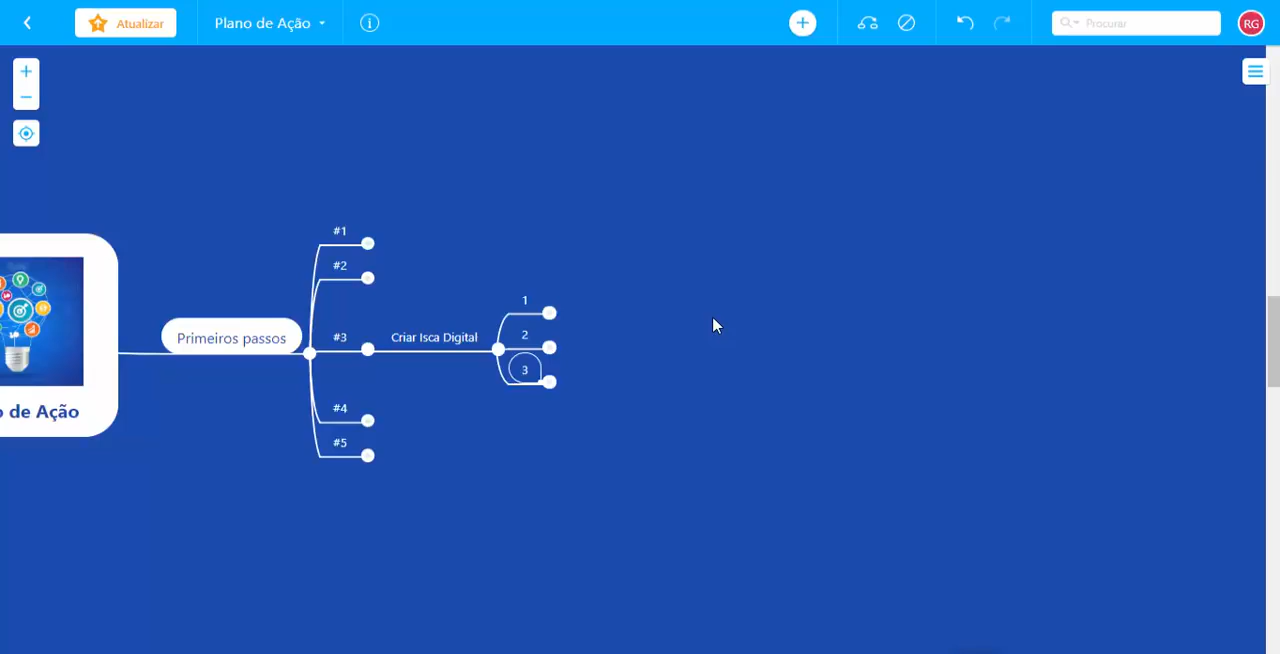 Atualizar
Plano de Ação
Procurar
RG
#1
#2
1
2
3
#3
Criar Isca Digital
Primeiros passos
#4
#5
de Ação